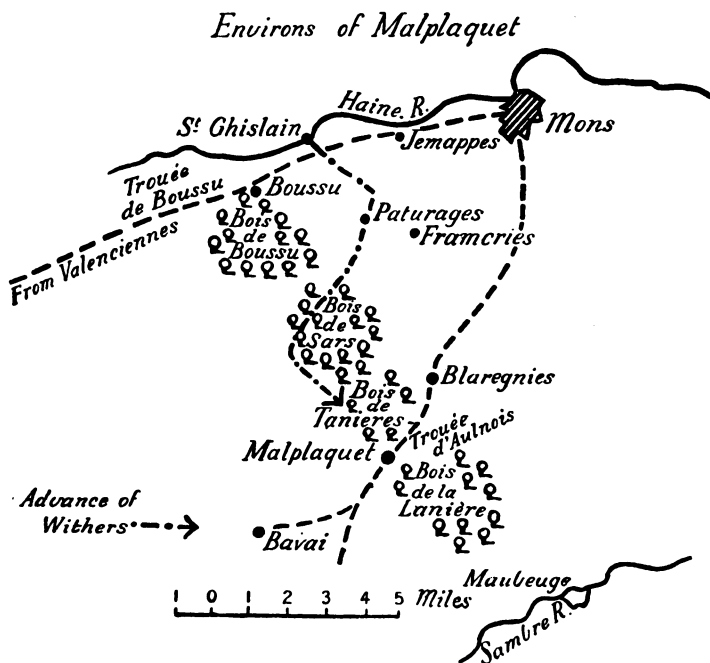 Environs of Malplaquet
Haine. R.
Sṭ Ghislain
Mons
Jemappes
Trouée
de Boussu
Boussu
From Valenciennes
Bois
de
Boussu
Paturages
Framcries
Bois
de
Sars
Blaregnies
Bois
de
Tanieres
Trouée
d'Aulnois
Malplaquet
Bois
de la
Lanière
Advance of
Withers
Bavai
Maubeuge
Sambre R.
1 0 1 2 3 4 5 Miles